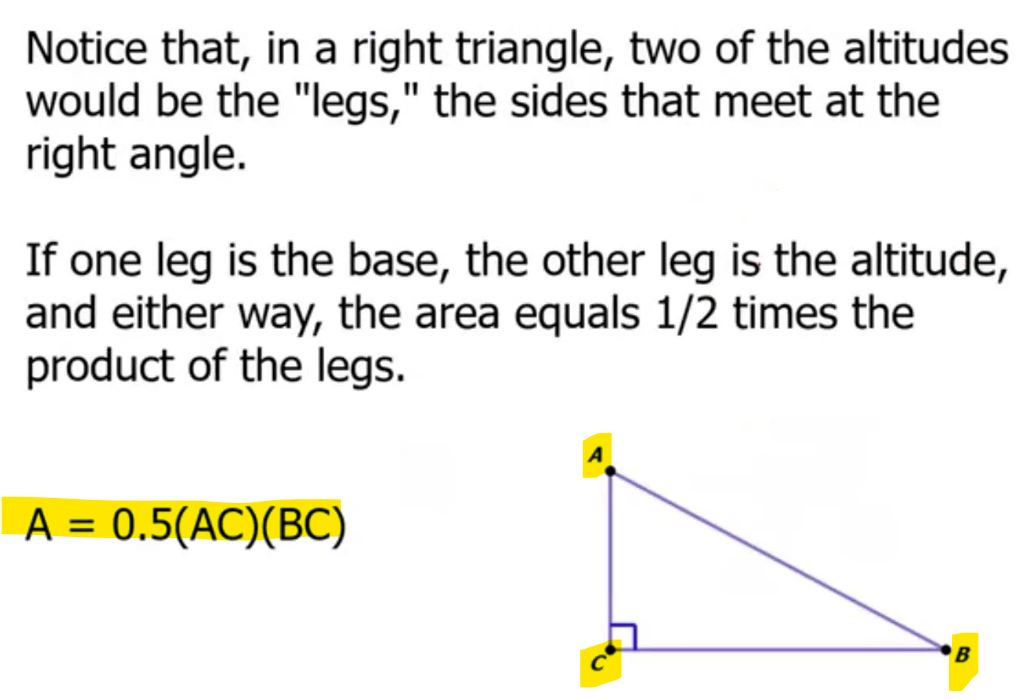 Notice that, in a right triangle, two of the altitudes
would be the "legs," the sides that meet at the
right angle.
If one leg is the base, the other leg is the altitude,
and either way, the area equals 1/2 times the
product of the legs.
A
A = 0.5(AC)(BC)
C
B